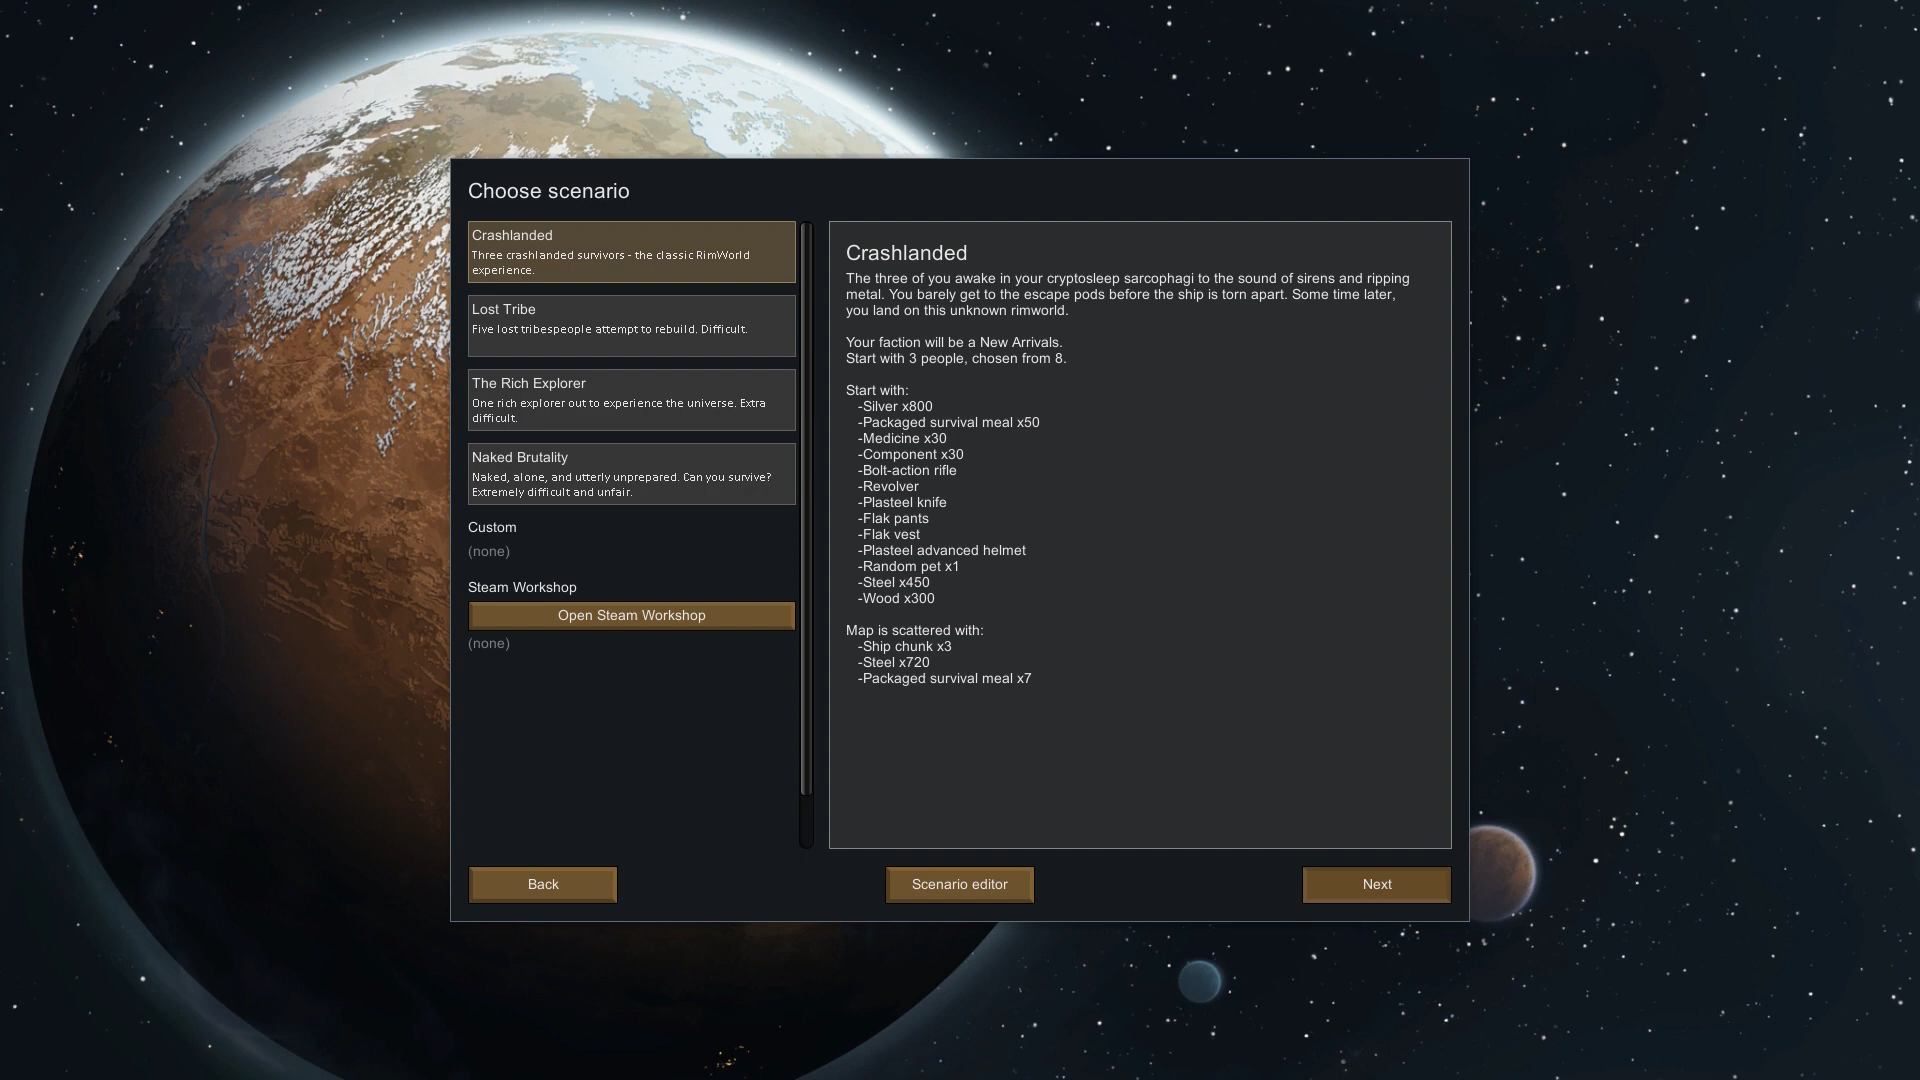 Choose scenario
Crashlanded
Three crashlanded survivors - the classic RimWorld
experience.
Lost Tribe
Five lost tribespeople attempt to rebuild. Difficult.
The Rich Explorer
One rich explorer out to experience the universe. Extra
difficult.
Naked Brutality
Naked, alone, and utterly unprepared. Can you survive?
Extremely difficult and unfair.
Custom
(none)
Steam Workshop
Open Steam Workshop
(none)
Crashlanded
The three of you awake in your cryptosleep sarcophagi to the sound of sirens and ripping
metal. You barely get to the escape pods before the ship is torn apart. Some time later,
you land on this unknown rimworld.
Your faction will be a New Arrivals.
Start with 3 people, chosen from 8.
Start with:
-Silver x800
-Packaged survival meal x50
-Medicine x30
-Component x30
-Bolt-action rifle
-Revolver
-Plasteel knife
-Flak pants
-Flak vest
-Plasteel advanced helmet
-Random pet x1
-Steel x450
-Wood x300
Map is scattered with:
-Ship chunk x3
-Steel x720
-Packaged survival meal x7
Back
Scenario editor
Next